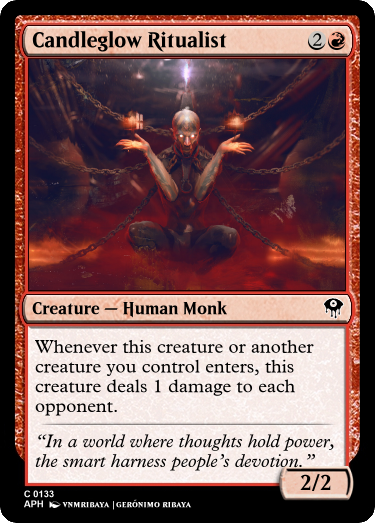 Candleglow Ritualist 2
Creature — Human Monk
Whenever this creature or another
creature you control enters, this
creature deals 1 damage to each
opponent.
“In a world where thoughts hold power,
the smart harness people’s devotion.”
2/2
C 0133
APH VNMRIBAYA | GERÓNIMO RIBAYA